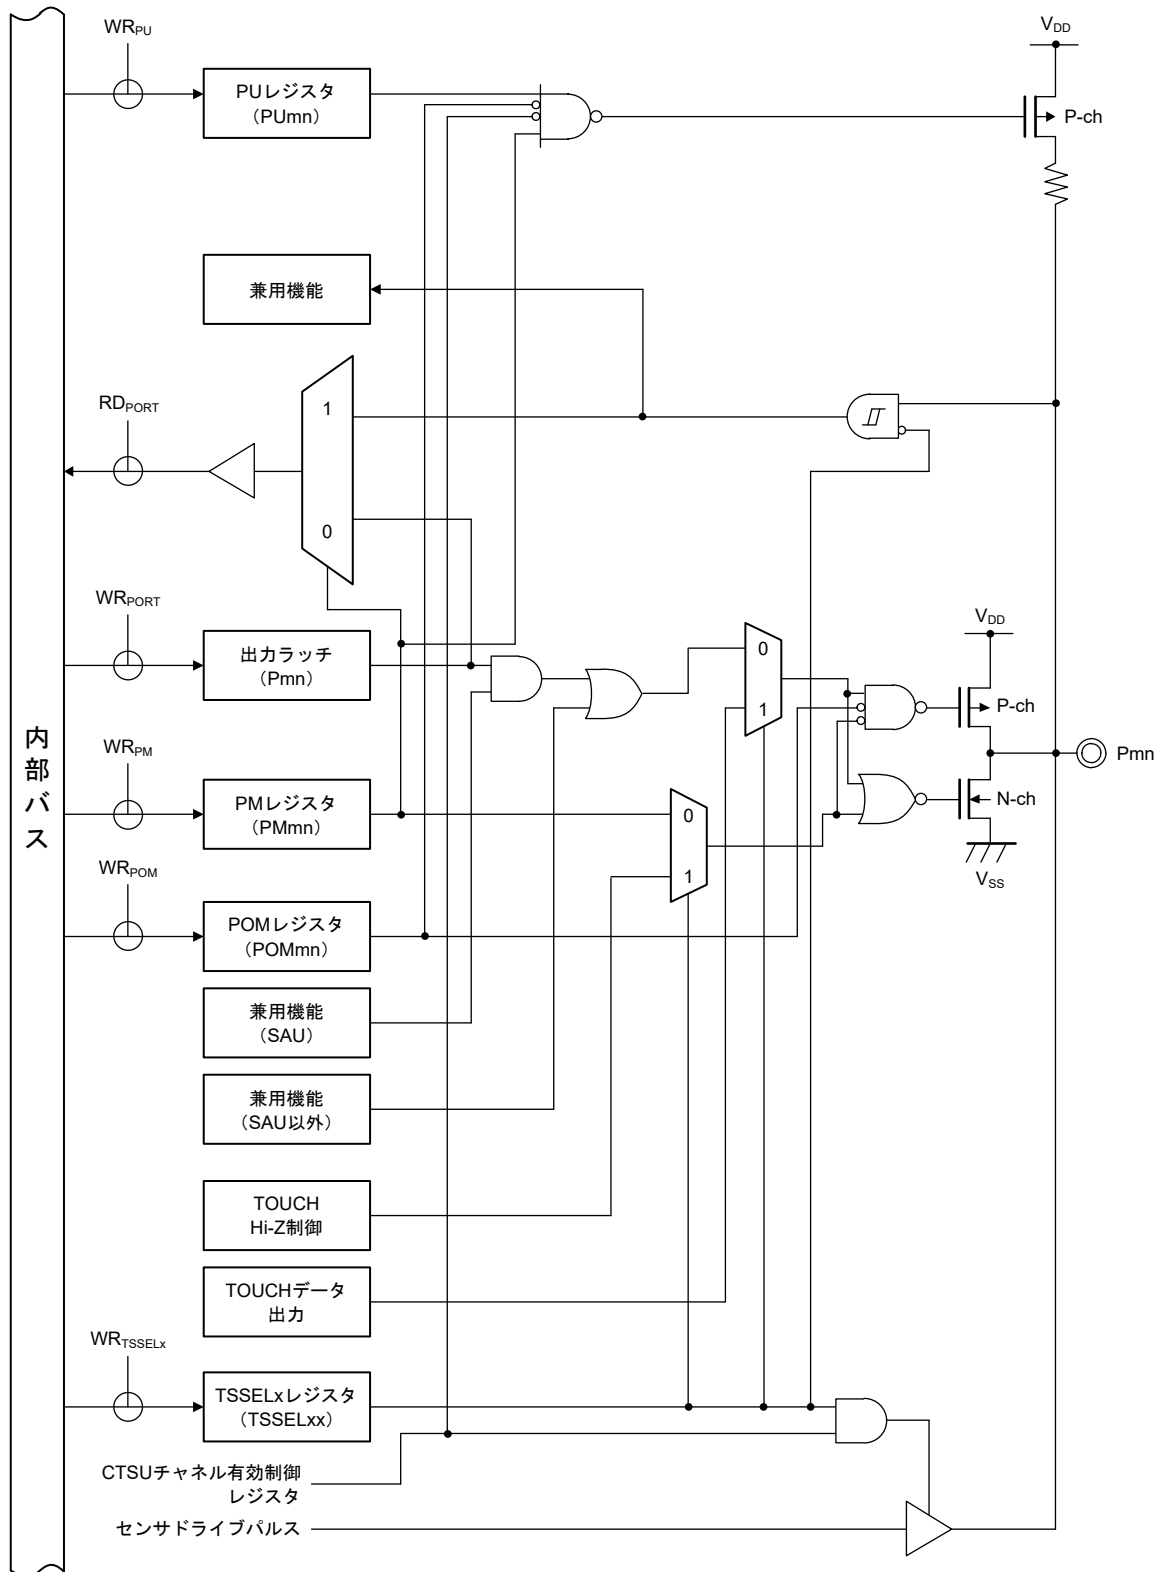 WRPU
VDD
PUレジスタ
（PUmn）
P-ch
兼用機能
RDPORT
1
0
WRPORT
出力ラッチ
（Pmn）
0
1
VDD
P-ch
Pmn
N-ch
VSS
内部バス
WRPM
PMレジスタ
（PMmn）
0
1
WRPOM
POMレジスタ
（POMmn）
兼用機能
（SAU）
兼用機能
（SAU以外）
TOUCH
Hi-Z制御
TOUCHデータ
出力
WRTSSELx
TSSELxレジスタ
（TSSELxx）
CTSUチャネル有効制御
レジスタ
センサドライブパルス